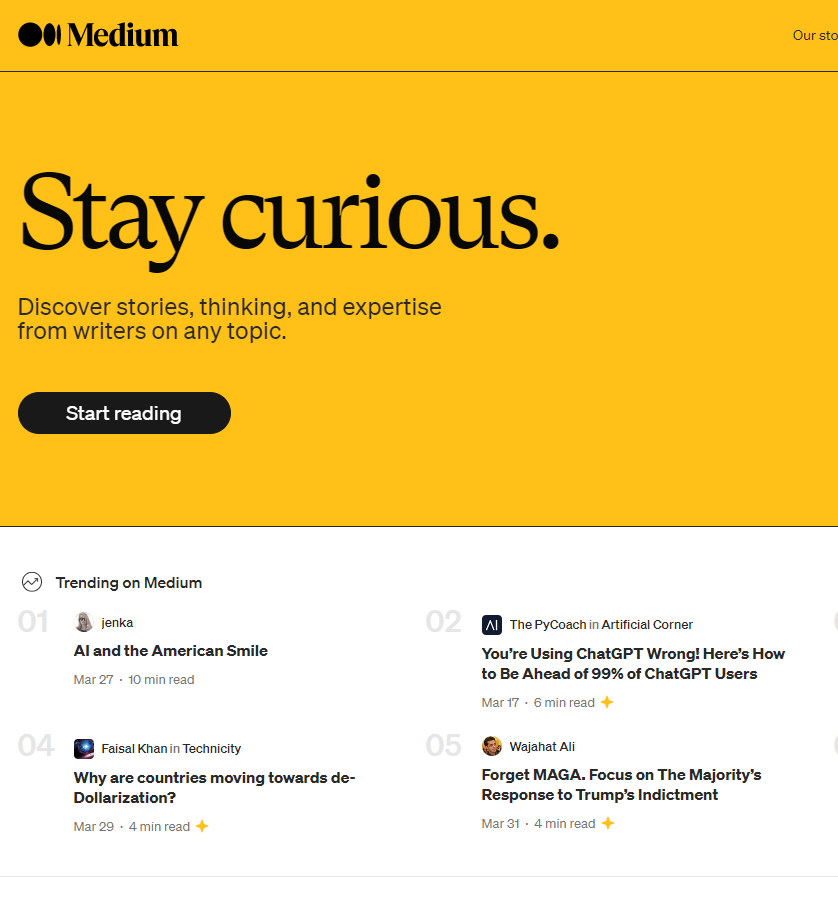 Medium
Our sto
Stay curious.
Discover stories, thinking, and expertise
from writers on any topic.
Start reading
Trending on Medium
01
jenka
AI and the American Smile
Mar 27 · 10 min read
02
AI
The PyCoach in Artificial Corner
You’re Using ChatGPT Wrong! Here’s How
to Be Ahead of 99% of ChatGPT Users
Mar 17 · 6 min read
04
Faisal Khan in Technicity
Why are countries moving towards de-
Dollarization?
Mar 29 · 4 min read
05
Wajahat Ali
Forget MAGA. Focus on The Majority’s
Response to Trump’s Indictment
Mar 31 · 4 min read